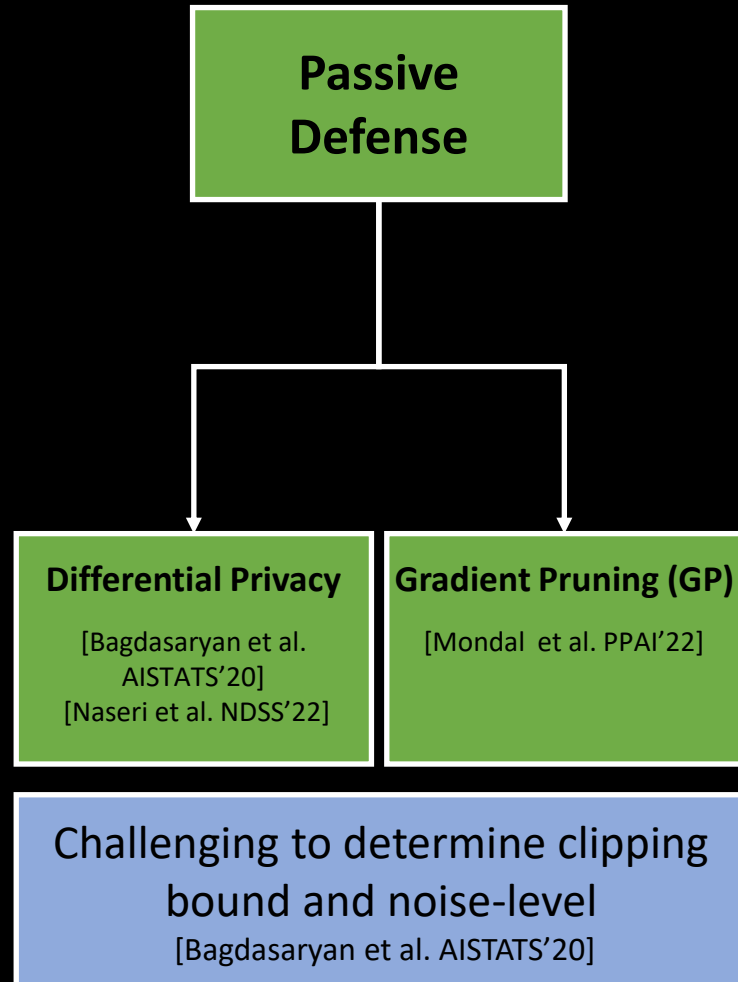 Passive
Defense
Differential Privacy
[Bagdasaryan et al.
AISTATS’20]
[Naseri et al. NDSS’22]
Gradient Pruning (GP)
[Mondal  et al. PPAI’22]
Challenging to determine clipping
bound and noise-level
[Bagdasaryan et al. AISTATS’20]